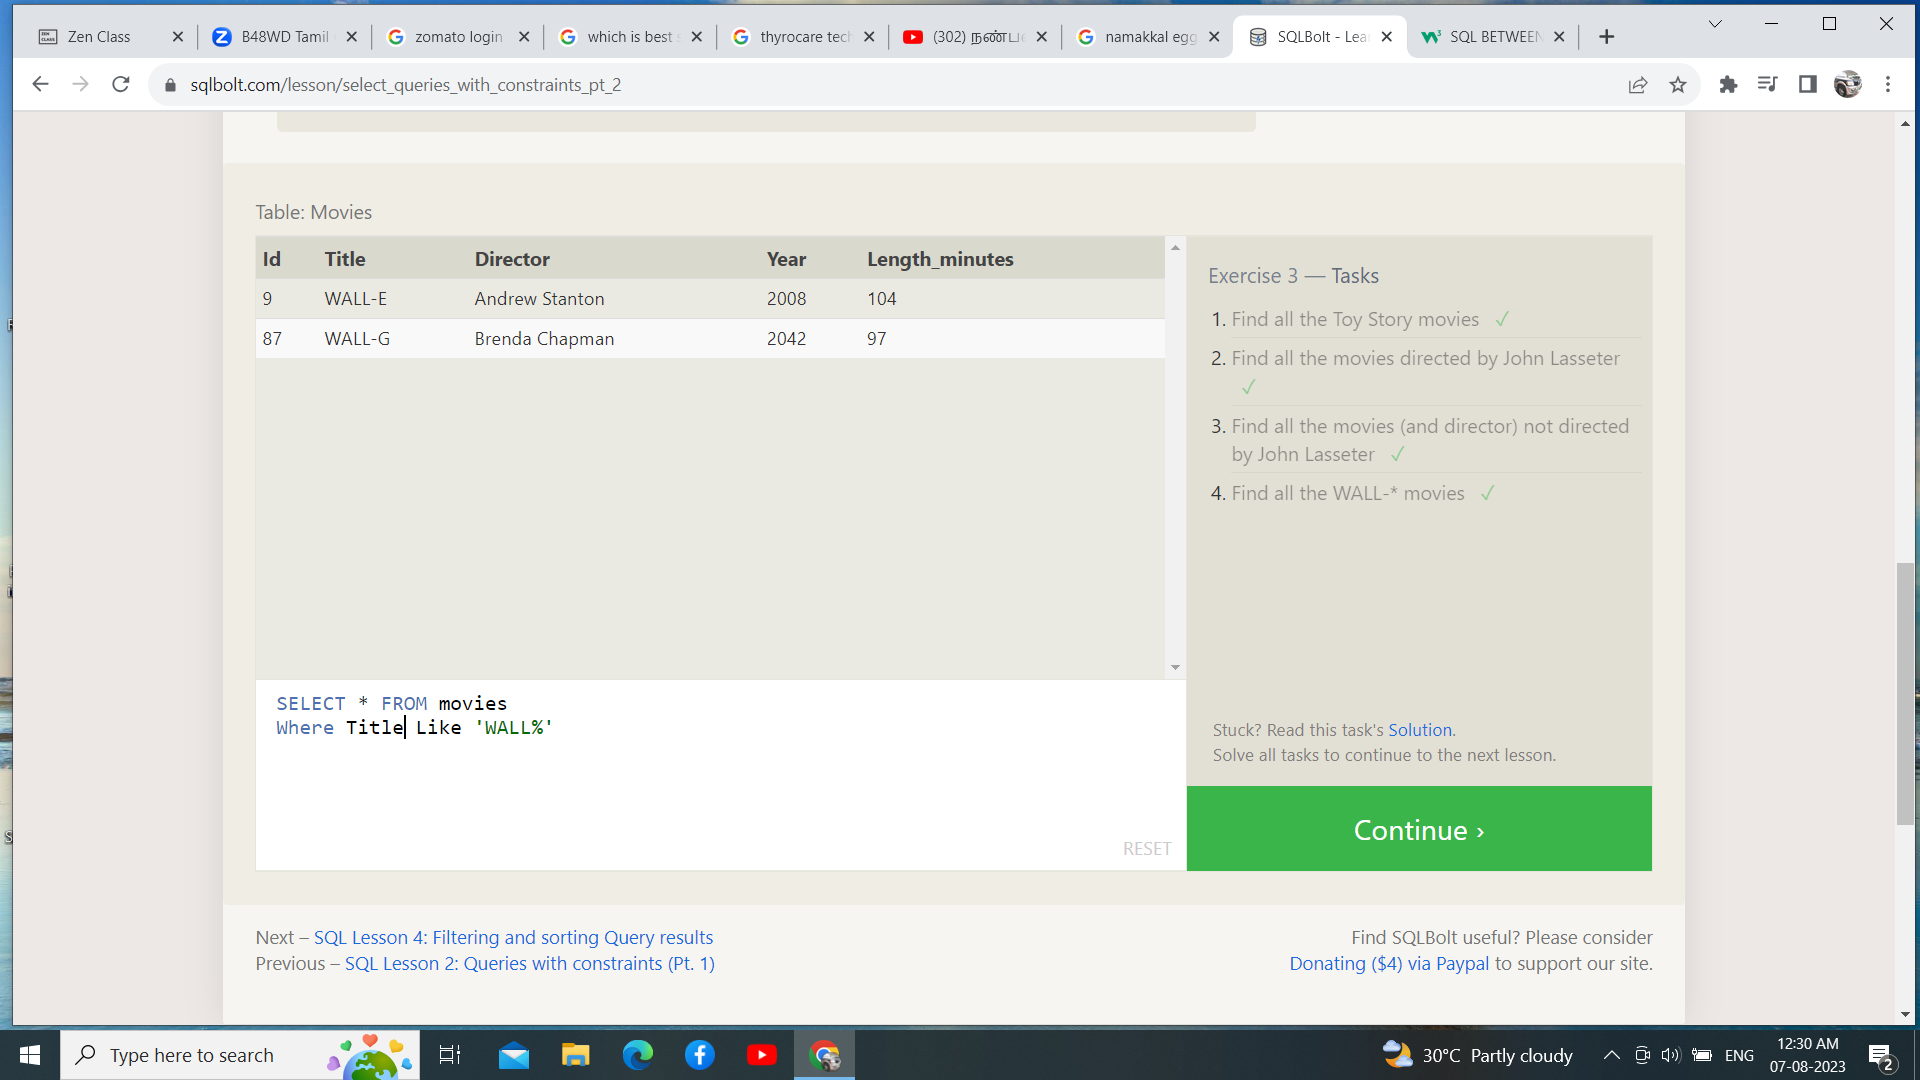 Zen Class
B48WD Tamil
zomato login
which is best s
thyrocare tech
(302) நண்ப
namakkal egg
SQLBolt - Lea
SQL BETWEEN
sqlbolt.com/lesson/select_queries_with_constraints_pt_2
Table: Movies
Id Title Director Year Length_minutes
9 WALL-E Andrew Stanton 2008 104
87 WALL-G Brenda Chapman 2042 97
Exercise 3 — Tasks
1. Find all the Toy Story movies ✓
2. Find all the movies directed by John Lasseter
✓
3. Find all the movies (and director) not directed
by John Lasseter ✓
4. Find all the WALL-* movies ✓
SELECT * FROM movies
Where Title Like 'WALL%'
RESET
Stuck? Read this task's Solution.
Solve all tasks to continue to the next lesson.
Continue ›
Next – SQL Lesson 4: Filtering and sorting Query results
Previous – SQL Lesson 2: Queries with constraints (Pt. 1)
Find SQLBolt useful? Please consider
Donating ($4) via Paypal to support our site.
Type here to search
30°C Partly cloudy
ENG
12:30 AM
07-08-2023
2